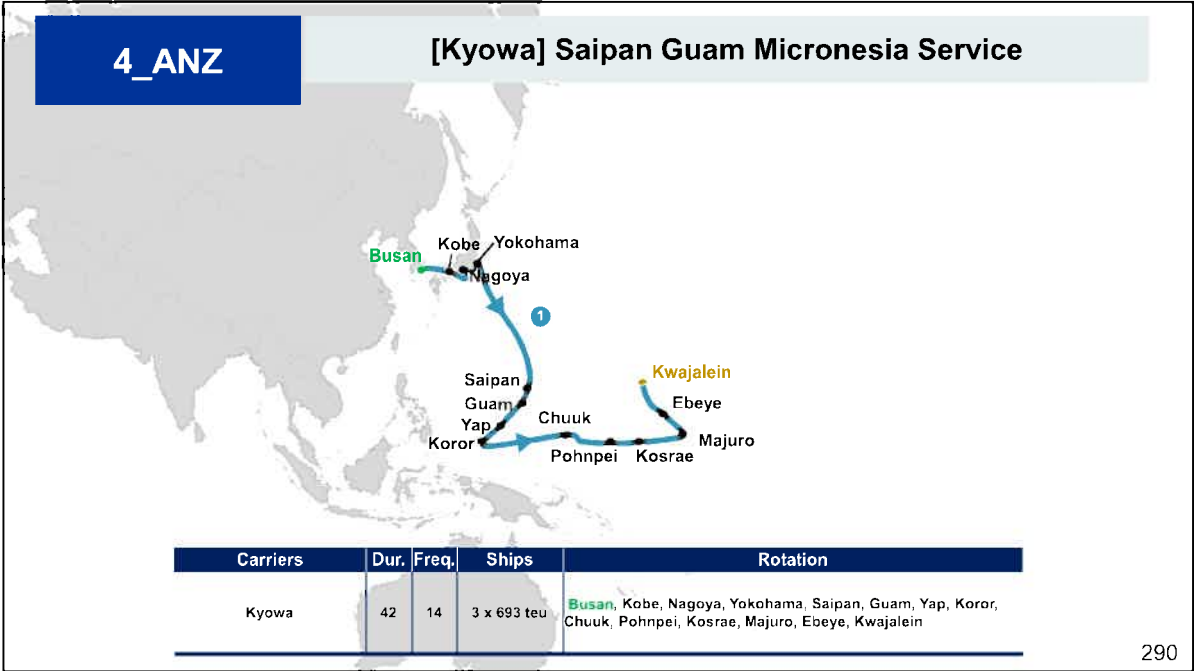 4_ANZ
[Kyowa] Saipan Guam Micronesia Service
Kobe
Yokohama
Busan
Nagoya
1
Saipan
Kwajalein
Guam
Ebeye
Yap
Chuuk
Koror
Majuro
Pohnpei
Kosrae
Carriers Dur. Freq. Ships Rotation
Kyowa 42 14 3 x 693 teu Busan, Kobe, Nagoya, Yokohama, Saipan, Guam, Yap, Koror,
Chuuk, Pohnpei, Kosrae, Majuro, Ebeye, Kwajalein
290